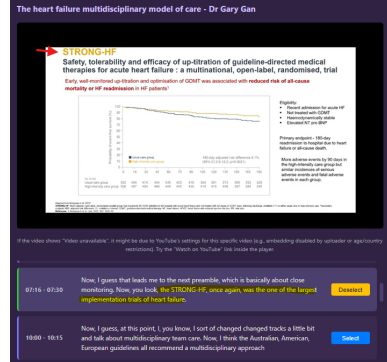 The heart failure multidisciplinary model of care - Dr Gary Gan
STRONG-HF
Safety, tolerability and efficacy of up-titration of guideline-directed medical
therapies for acute heart failure : a multinational, open-label, randomised, trial
Early, well-monitored up-titration and optimisation of GDMT was associated with reduced risk of all-cause
mortality or HF readmission in HF patients¹
Eligibility:
Recent admission for acute HF
Not treated with GDMT
Haemodynamically stable
Elevated NT pro BNP
Primary endpoint - 180-day
readmission to hospital due to heart
failure or all-cause death.
More adverse events by 90 days in
the high-intensity care group but
similar incidences of serious
adverse events and fatal adverse
events in each group.
Usual care group
High-intensity care group
If the video shows "Video unavailable", it might be due to YouTube's settings for this specific video (e.g., embedding disabled by uploader or age/country
restrictions). Try the "Watch on YouTube" link inside the player.
07:16 - 07:30
Now, I guess that leads me to the next preamble, which is basically about close
monitoring. Now, you look, the STRONG-HF, once again, was the one of the largest
implementation trials of heart failure.
Deselect
10:00 - 10:15
Now, I guess, at this point, I, you know, I sort of changed changed tracks a little bit
and talk about multidisciplinary team care. Now, I think the Australian, American,
European guidelines all recommend a multidisciplinary approach
Select